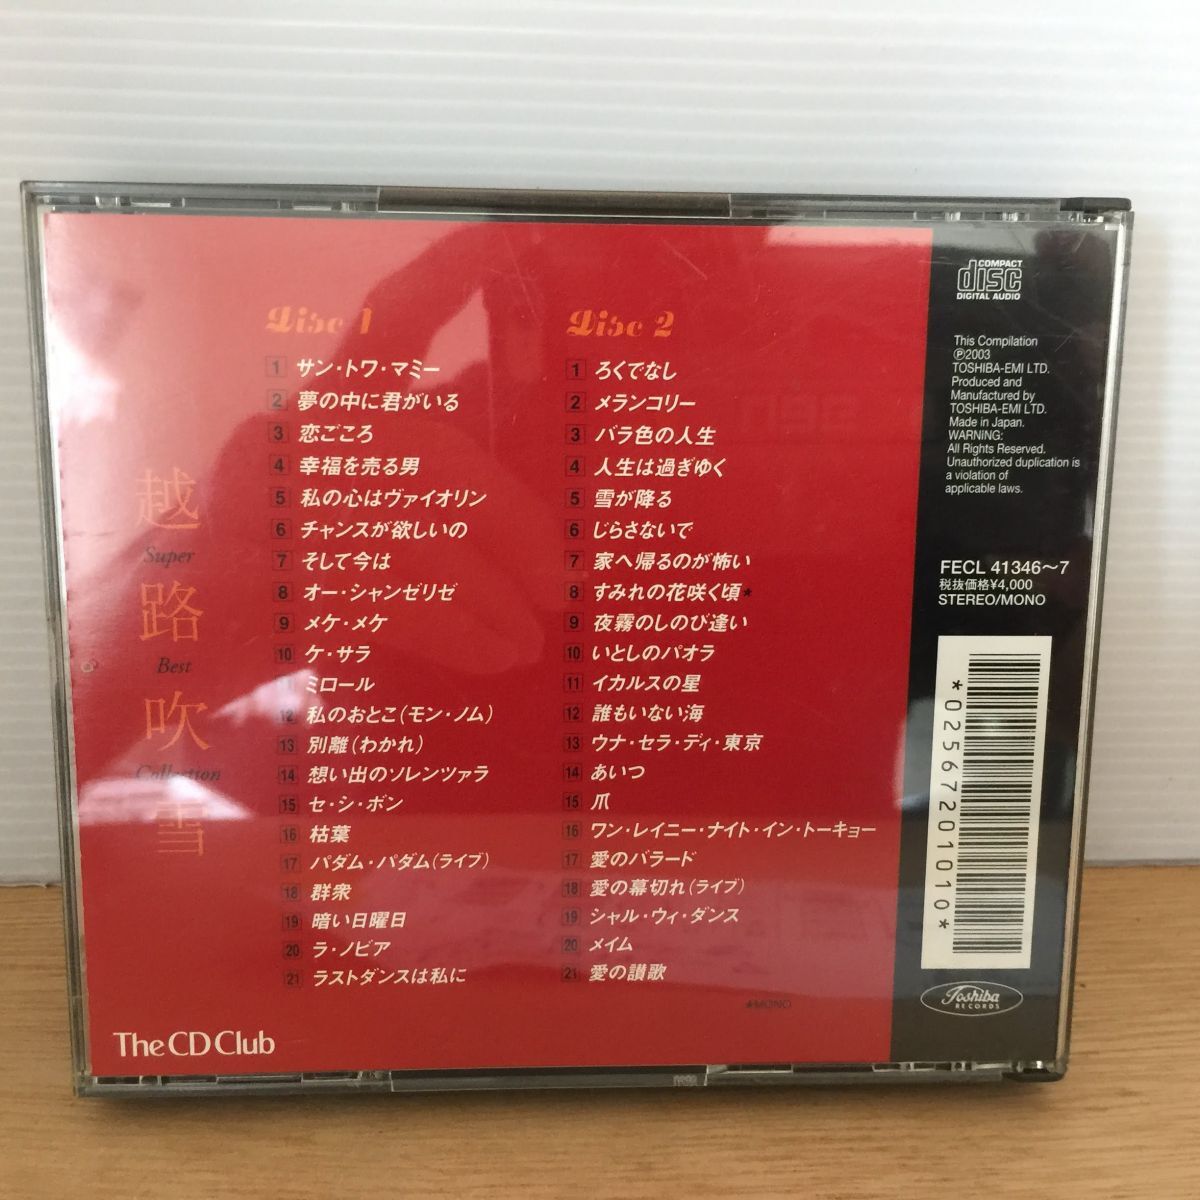 越
Super
路
Best
吹
Collection
雪
Disc 1
1 サン・トワ・マミー
2 夢の中に君がいる
3 恋ごころ
4 幸福を売る男
5 私の心はヴァイオリン
6 チャンスが欲しいの
7 そして今は
8 オー・シャンゼリゼ
9 メケ・メケ
10 ケ・サラ
11 ミロール
12 私のおとこ(モン・ノム)
13 別離(わかれ)
14 想い出のソレンツァラ
15 セ・シ・ボン
16 枯葉
17 パダム・パダム(ライブ)
18 群衆
19 暗い日曜日
20 ラ・ノビア
21 ラストダンスは私に
Disc 2
1 ろくでなし
2 メランコリー
3 バラ色の人生
4 人生は過ぎゆく
5 雪が降る
6 じらさないで
7 家へ帰るのが怖い
8 すみれの花咲く頃★
9 夜霧のしのび逢い
10 いとしのパオラ
11 イカルスの星
12 誰もいない海
13 ウナ・セラ・ディ・東京
14 あいつ
15 爪
16 ワン・レイニー・ナイト・イン・トーキョー
17 愛のバラード
18 愛の幕切れ(ライブ)
19 シャル・ウィ・ダンス
20 メイム
21 愛の讃歌
★MONO
The CD Club
COMPACT
disc
DIGITAL AUDIO
This Compilation
℗2003
TOSHIBA-EMI LTD.
Produced and
Manufactured by
TOSHIBA-EMI LTD.
Made in Japan.
WARNING:
All Rights Reserved.
Unauthorized duplication is
a violation of
applicable laws.
FECL 41346~7
税抜価格¥4,000
STEREO/MONO
*02567201010*
Toshiba
RECORDS